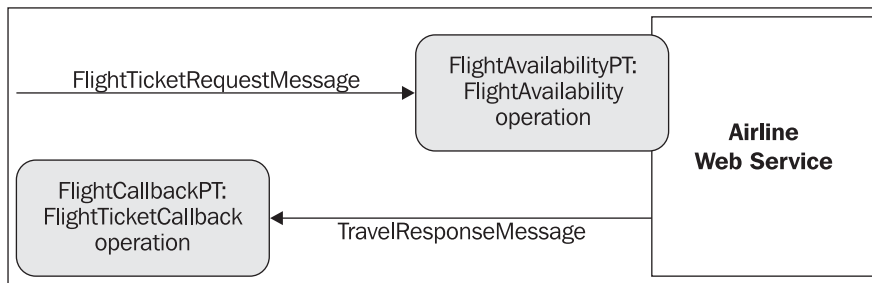 FlightTicketRequestMessage
FlightAvailabilityPT:
FlightAvailability
operation
Airline
Web Service
FlightCallbackPT:
FlightTicketCallback
operation
TravelResponseMessage